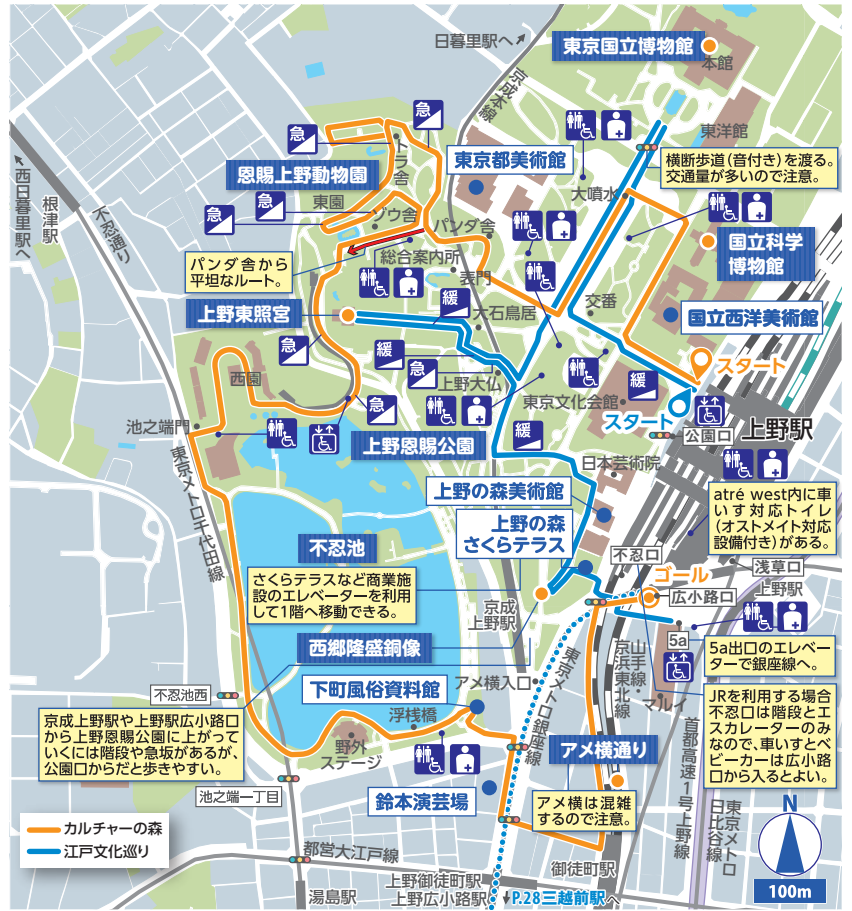 日暮里駅へ
東京国立博物館
本館
京成本線
急
急
トラ舎
東洋館
東京都美術館
横断歩道(音付き)を渡る。
交通量が多いので注意。
恩賜上野動物園
西日暮里駅へ
根津駅
不忍通り
東園
急
急
ゾウ舎
大噴水
パンダ舎
国立科学
博物館
パンダ舎から
平坦なルート。
総合案内所
表門
緩
交番
上野東照宮
大石鳥居
国立西洋美術館
急
緩
急
上野大仏
スタート
西園
緩
急
東京文化会館
スタート
池之端門
緩
公園口
上野駅
上野恩賜公園
東京メトロ千代田線
日本芸術院
上野の森美術館
atré west内に車
いす対応トイレ
(オストメイト対応
設備付き)がある。
上野の森
さくらテラス
不忍池
不忍口
浅草口
ゴール
上野駅
さくらテラスなど商業施
設のエレベーターを利用
して1階へ移動できる。
広小路口
京成
上野駅
5a
5a出口のエレベー
ターで銀座線へ。
西郷隆盛銅像
山手線・
京浜東北線
東京メトロ銀座線
アメ横入口
マルイ
下町風俗資料館
不忍池西
JRを利用する場合
不忍口は階段とエ
スカレーターのみ
なので、車いすとベ
ビーカーは広小路
口から入るとよい。
京成上野駅や上野駅広小路口
から上野恩賜公園に上がって
いくには階段や急坂があるが、
公園口からだと歩きやすい。
浮桟橋
野外
ステージ
アメ横通り
首都高速1号上野線
鈴本演芸場
池之端一丁目
アメ横は混雑
するので注意。
東京メトロ
日比谷線
N
カルチャーの森
江戸文化巡り
都営大江戸線
御徒町駅
上野御徒町駅
上野広小路駅
湯島駅
P.28三越前駅へ
100m